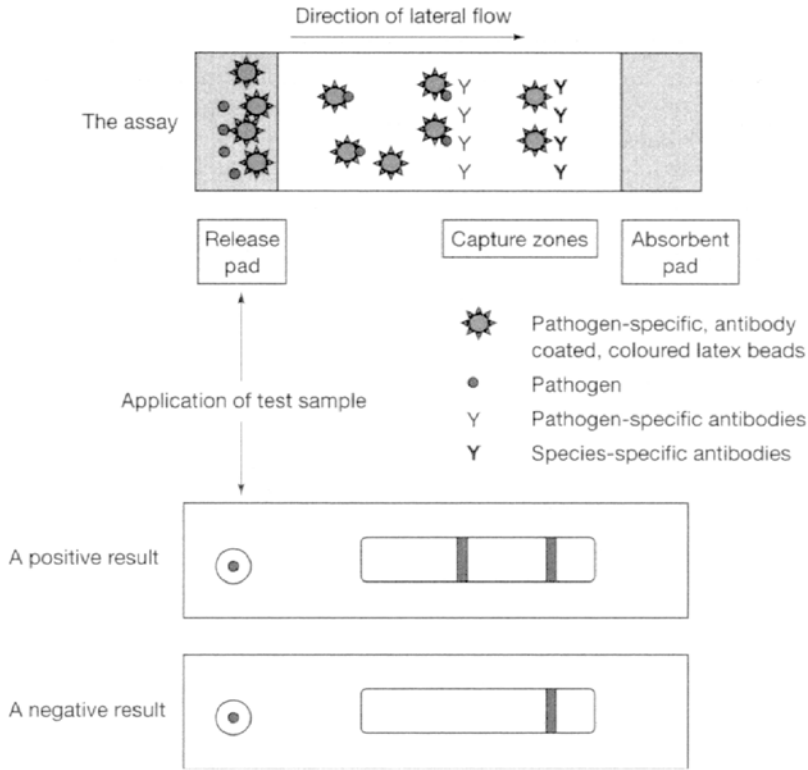 Direction of lateral flow
The assay
Release
pad
Capture zones
Absorbent
pad
Pathogen-specific, antibody
coated, coloured latex beads
Pathogen
Pathogen-specific antibodies
Species-specific antibodies
Application of test sample
A positive result
A negative result